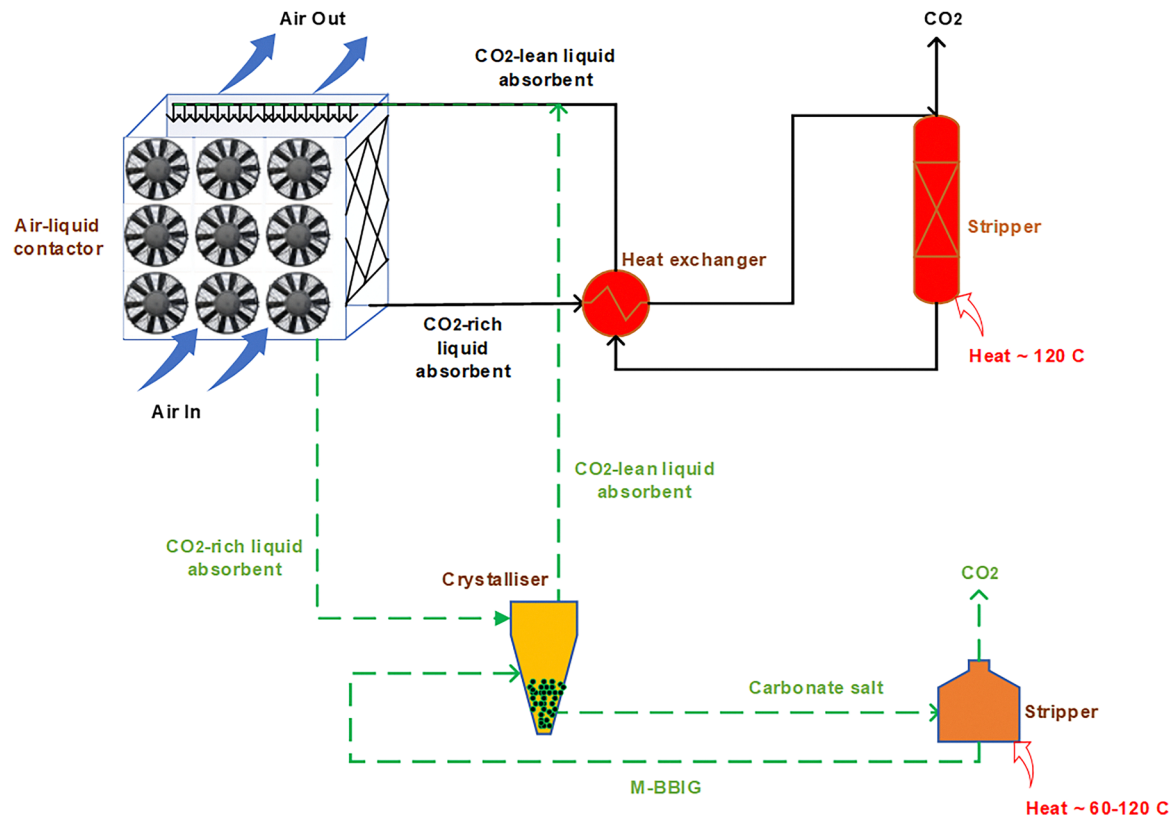 Air Out
CO2
CO2-lean liquid
absorbent
Air-liquid
contactor
Stripper
Heat exchanger
CO2-rich
liquid
absorbent
Heat ~ 120 C
Air In
CO2-lean liquid
absorbent
CO2-rich liquid
absorbent
Crystalliser
CO2
Carbonate salt
Stripper
M-BBIG
Heat ~ 60-120 C